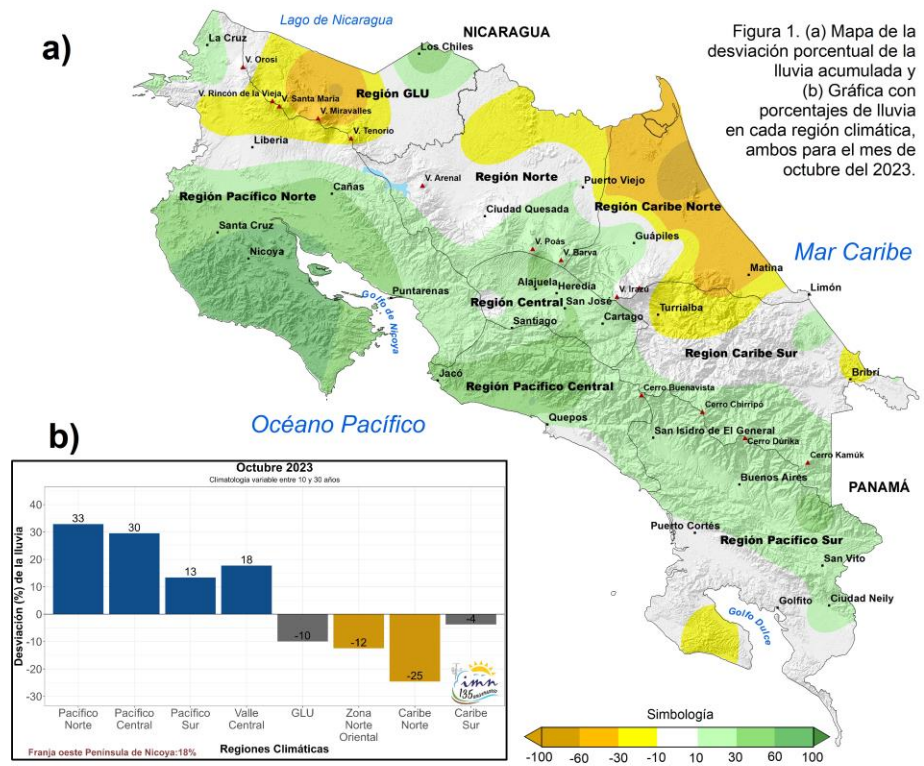 a)
Lago de Nicaragua
NICARAGUA
Figura 1. (a) Mapa de la
desviación porcentual de la
lluvia acumulada y
(b) Gráfica con
porcentajes de lluvia
en cada región climática,
ambos para el mes de
octubre del 2023.
La Cruz
Los Chiles
V. Orosi
V. Rincón de la Vieja
V. Santa María
Región GLU
V. Miravalles
V. Tenorio
Liberia
V. Arenal
Región Norte
Puerto Viejo
Región Pacífico Norte
Cañas
Ciudad Quesada
Región Caribe Norte
Santa Cruz
Nicoya
V. Poás
V. Barva
Guápiles
Mar Caribe
Matina
Golfo de Nicoya
Puntarenas
Alajuela
Heredia
V. Irazú
Limón
Región Central
San José
Turrialba
Santiago
Cartago
Region Caribe Sur
Bribrí
Jacó
Región Pacífico Central
Cerro Buenavista
Cerro Chirripó
Océano Pacífico
Quepos
San Isidro de El General
Cerro Dúrika
Cerro Kamúk
Buenos Aires
PANAMÁ
Puerto Cortés
Región Pacífico Sur
San Vito
Golfito
Ciudad Neily
Golfo Dulce
b)
Octubre 2023
Climatología variable entre 10 y 30 años
Desviación (%) de la lluvia
40
30
20
10
0
-10
-20
-30
33
30
13
18
-10
-12
-25
-4
imn
135 aniversario
Pacífico Norte
Pacífico Central
Pacífico Sur
Valle Central
GLU
Zona Norte Oriental
Caribe Norte
Caribe Sur
Regiones Climáticas
Franja oeste Península de Nicoya:18%
Simbología
-100 -60 -30 -10 10 30 60 100